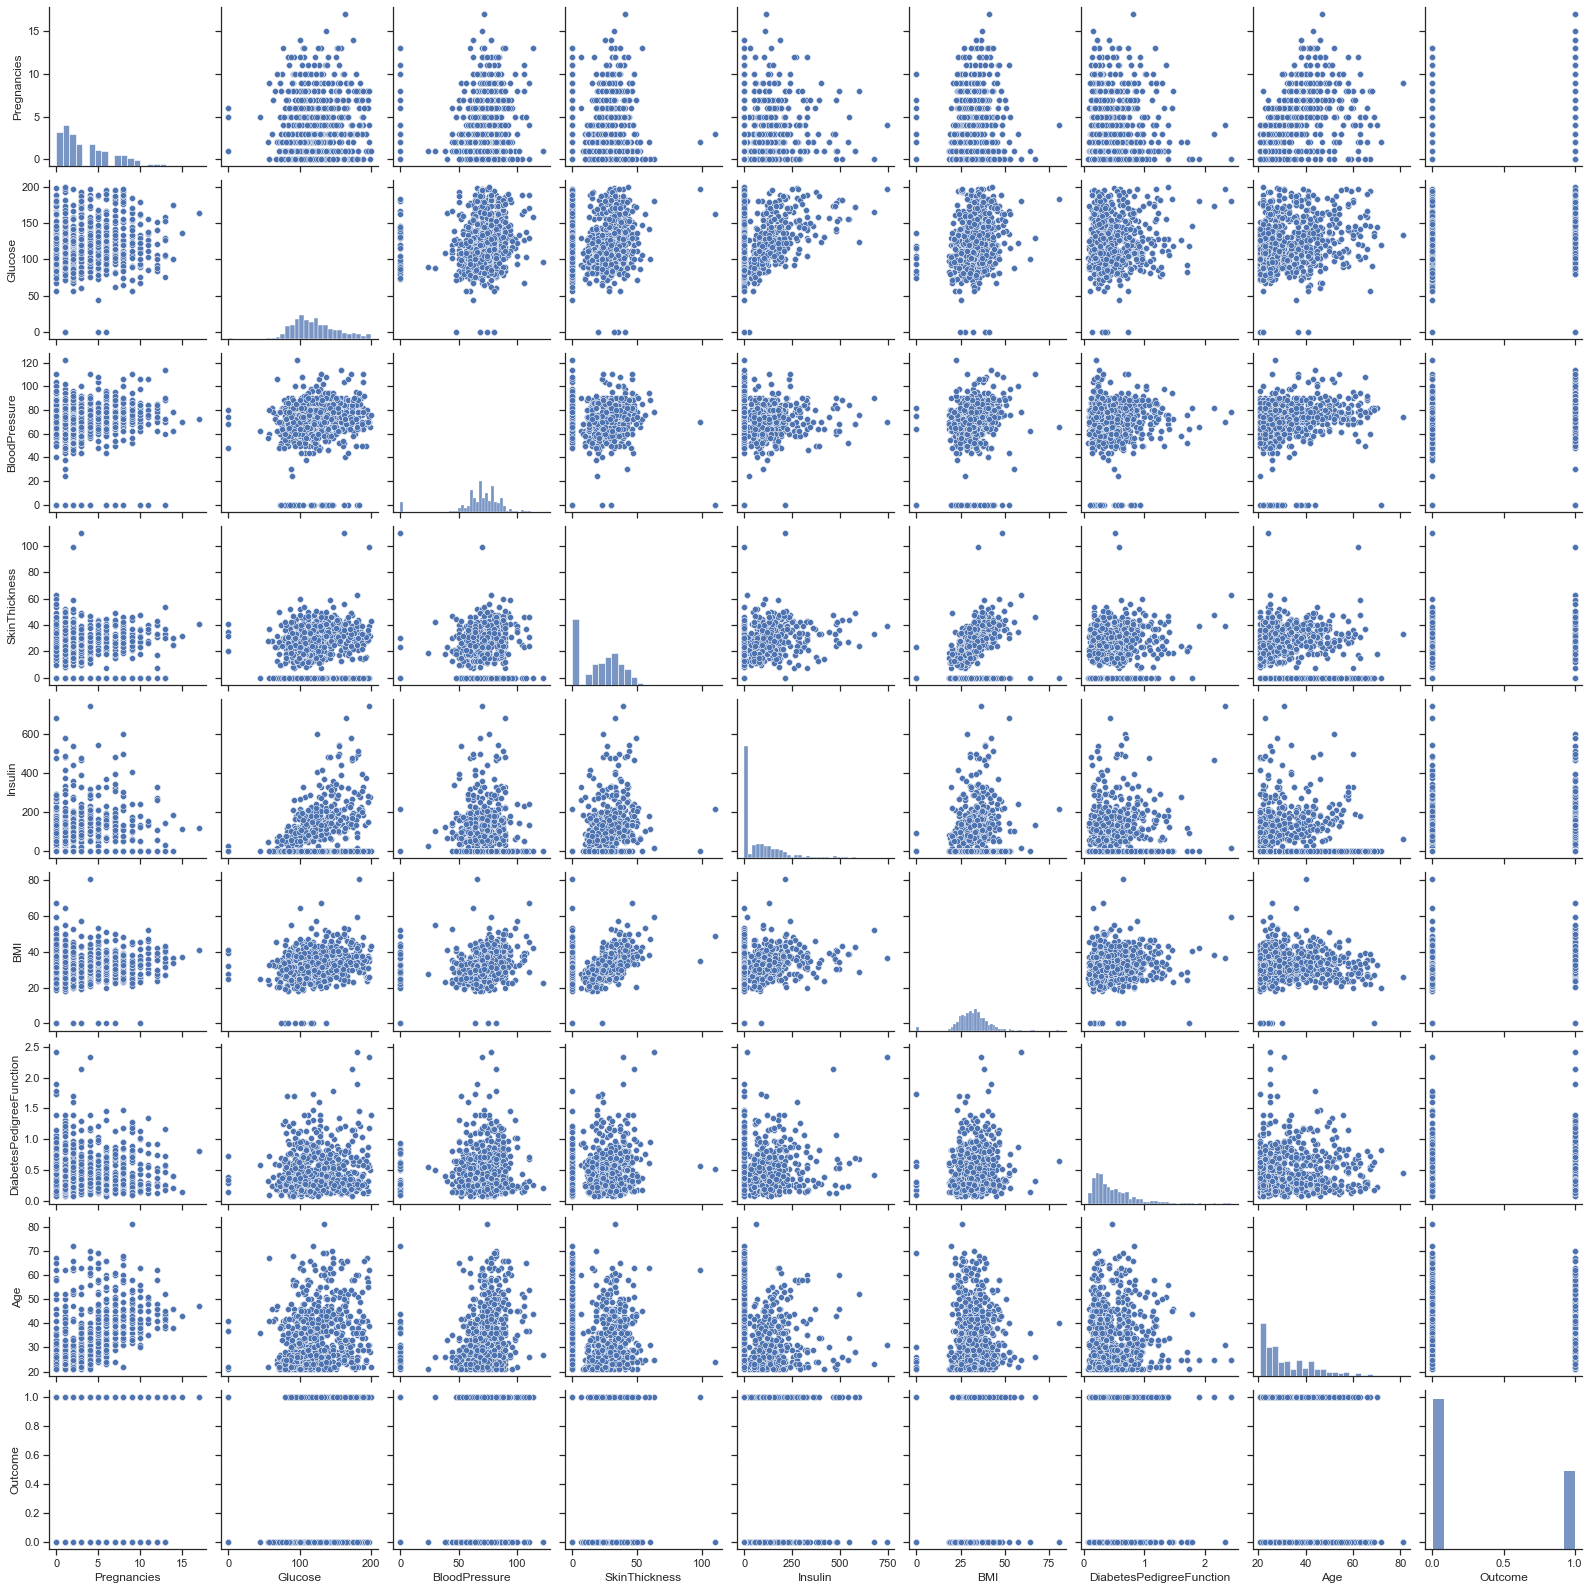 Pregnancies
15
10
5
0
Glucose
200
150
100
50
0
BloodPressure
120
100
80
60
40
20
0
SkinThickness
100
80
60
40
20
0
Insulin
600
400
200
0
BMI
80
60
40
20
0
DiabetesPedigreeFunction
2.5
2.0
1.5
1.0
0.5
0.0
Age
80
70
60
50
40
30
20
Outcome
1.0
0.8
0.6
0.4
0.2
0.0
0 5 10 15
0 100 200
0 50 100
0 50 100
0 250 500 750
0 25 50 75
0 1 2
20 40 60 80
0.0 0.5 1.0
Pregnancies
Glucose
BloodPressure
SkinThickness
Insulin
BMI
DiabetesPedigreeFunction
Age
Outcome